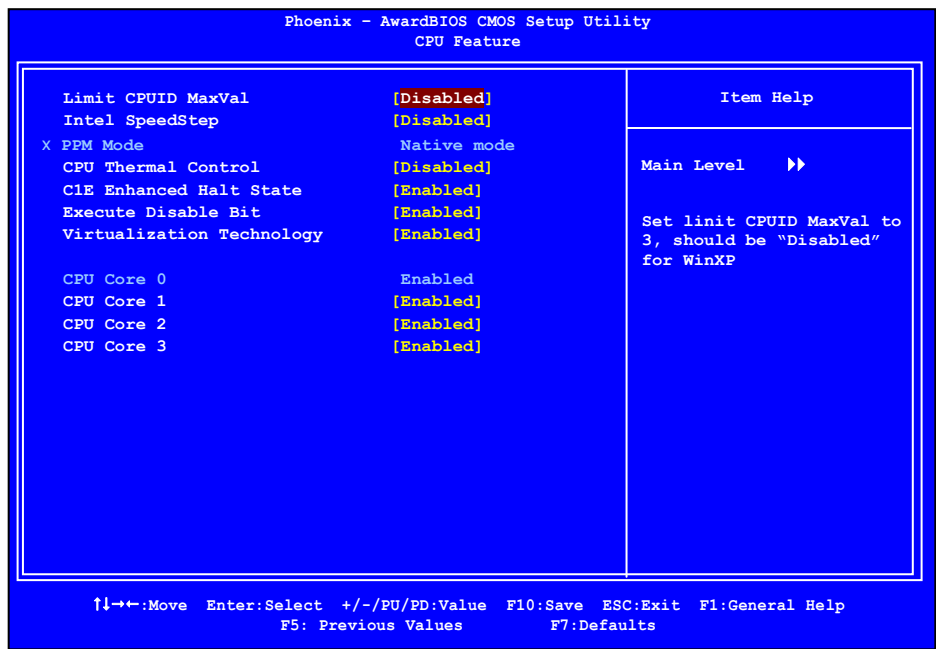 Phoenix – AwardBIOS CMOS Setup Utility
CPU Feature
Limit CPUID MaxVal [Disabled]
Intel SpeedStep [Disabled]
X PPM Mode Native mode
CPU Thermal Control [Disabled]
C1E Enhanced Halt State [Enabled]
Execute Disable Bit [Enabled]
Virtualization Technology [Enabled]
CPU Core 0 Enabled
CPU Core 1 [Enabled]
CPU Core 2 [Enabled]
CPU Core 3 [Enabled]
Item Help
Main Level
Set linit CPUID MaxVal to
3, should be “Disabled”
for WinXP
↑↓→←:Move Enter:Select +/-/PU/PD:Value F10:Save ESC:Exit F1:General Help
F5: Previous Values F7:Defaults